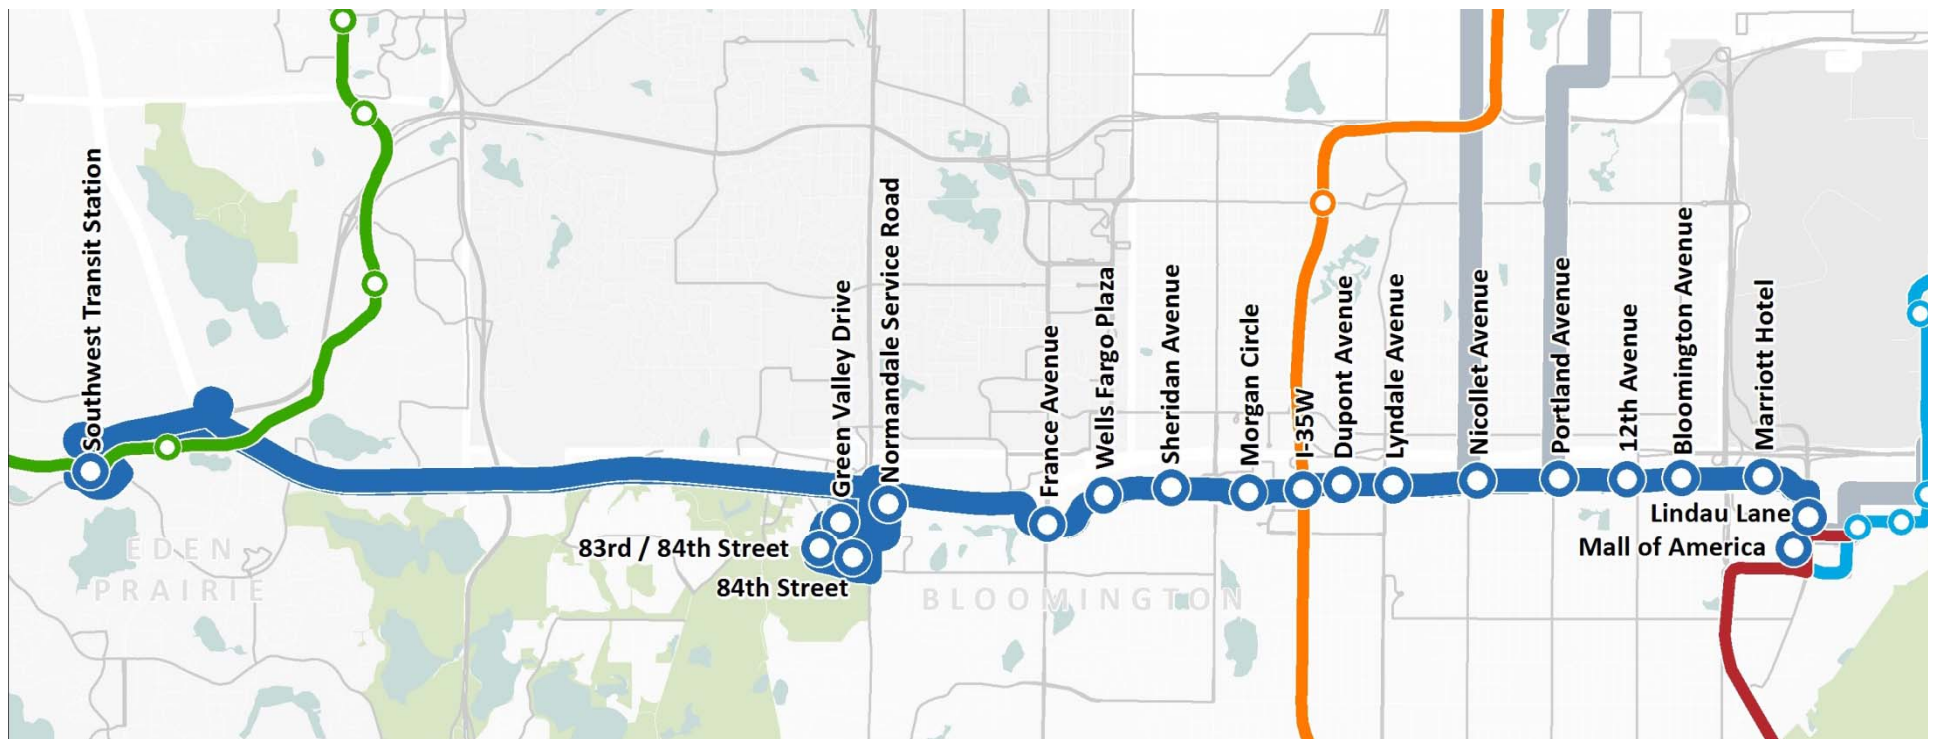 Southwest Transit Station
Green Valley Drive
Normandale Service Road
France Avenue
Wells Fargo Plaza
Sheridan Avenue
Morgan Circle
I-35W
Dupont Avenue
Lyndale Avenue
Nicollet Avenue
Portland Avenue
12th Avenue
Bloomington Avenue
Marriott Hotel
Lindau Lane
Mall of America
83rd / 84th Street
84th Street
EDEN
PRAIRIE
BLOOMINGTON